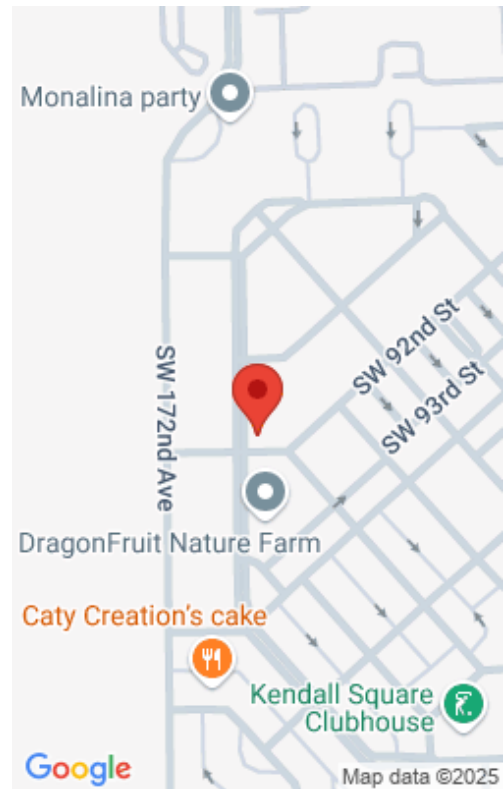 Monalina party
SW 92nd St
SW 93rd St
SW 172nd Ave
DragonFruit Nature Farm
Caty Creation's cake
Kendall Square
Clubhouse
Google
Map data ©2025